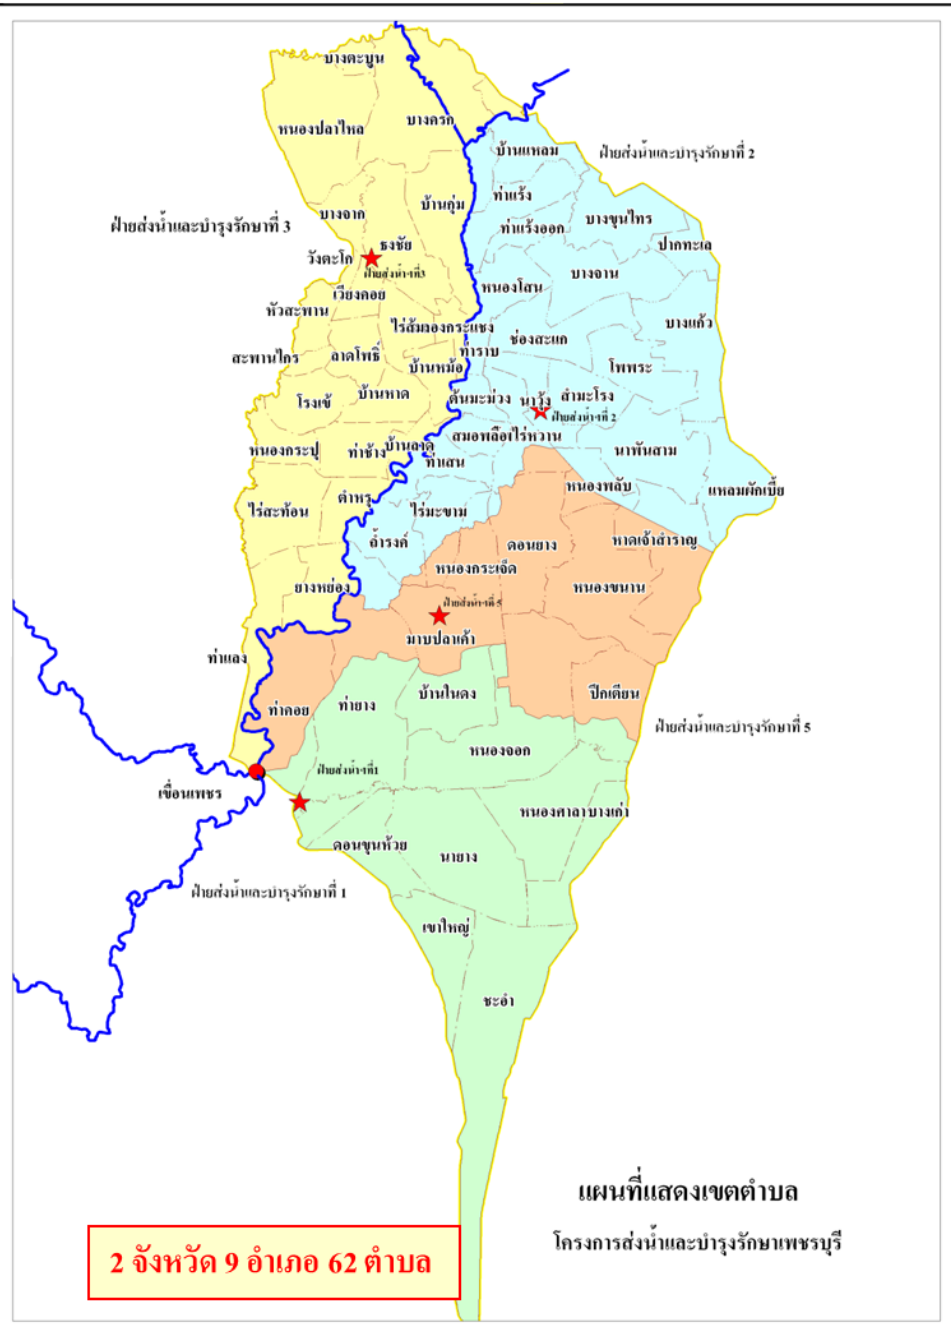 บางตะบูน
บางครก
หนองปลาไหล
บ้านแหลม
ฝ่ายส่งน้ำและบำรุงรักษาที่ 2
ท่าแร้ง
บ้านกุ่ม
บางจาก
บางขุนไทร
ฝ่ายส่งน้ำและบำรุงรักษาที่ 3
ท่าแร้งออก
ธงชัย
ปากทะเล
วังตะโก
ฝ่ายส่งน้ำฯที่3
บางจาน
หนองโสน
เวียงคอย
หัวสะพาน
บางแก้ว
ช่องสะแก
ท่าราบ
สะพานไกร
ลาดโพธิ์
บ้านหม้อ
โพพระ
บ้านหาด
โรงเข้
ต้นมะม่วง
นาวุ้ง
สำมะโรง
ฝ่ายส่งน้ำฯที่ 2
ไร่หวาน
หนองกระปุ
ท่าช้าง
บ้านลาด
ท่าเสน
นาพันสาม
หนองพลับ
แหลมผักเบี้ย
ตำหรุ
ไร่สะท้อน
ไร่มะขาม
ถ้ำรงค์
ดอนยาง
หาดเจ้าสำราญ
หนองกระเจ็ด
ยางหย่อง
หนองขนาน
ฝ่ายส่งน้ำฯที่ 5
มาบปลาเค้า
ท่าแลง
บ้านในดง
ปึกเตียน
ท่าคอย
ท่ายาง
ฝ่ายส่งน้ำและบำรุงรักษาที่ 5
หนองจอก
ฝ่ายส่งน้ำฯที่1
เขื่อนเพชร
หนองศาลา
บางเก่า
ดอนขุนห้วย
นายาง
ฝ่ายส่งน้ำและบำรุงรักษาที่ 1
เขาใหญ่
ชะอำ
แผนที่แสดงเขตตำบล
โครงการส่งน้ำและบำรุงรักษาเพชรบุรี
2 จังหวัด 9 อำเภอ 62 ตำบล